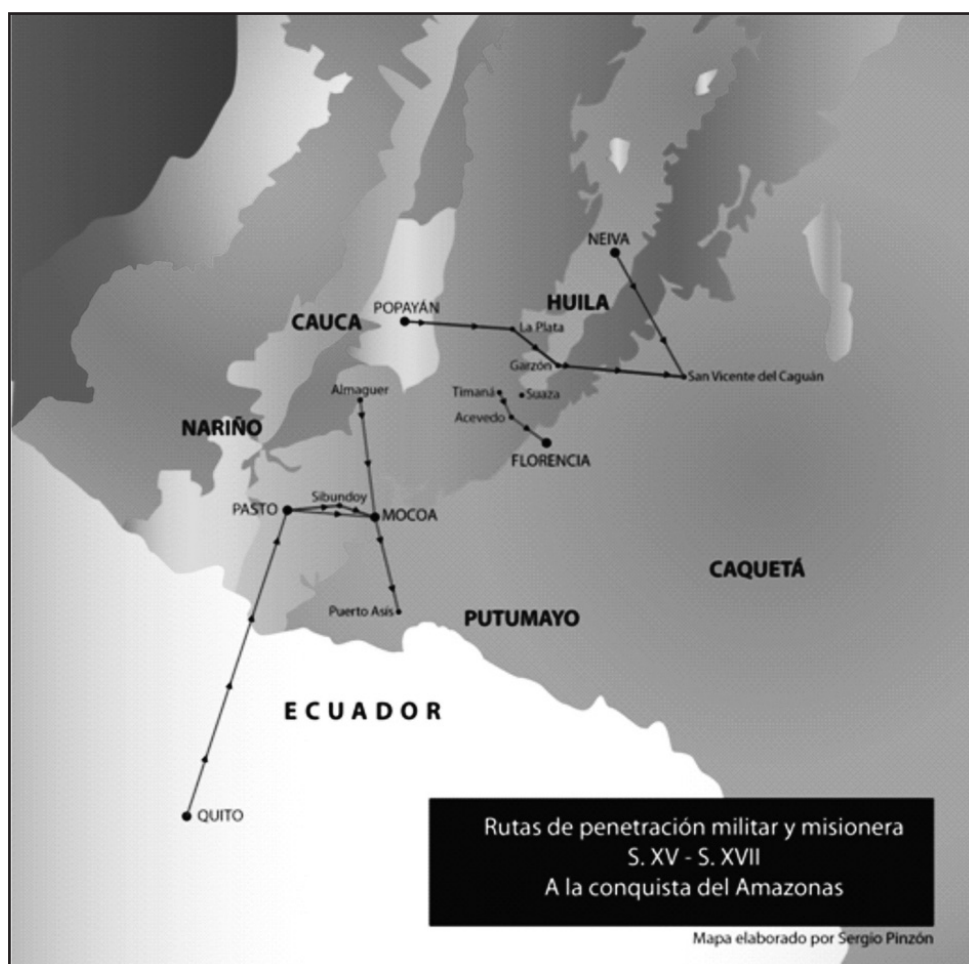 NEIVA
HUILA
POPAYÁN
CAUCA
La Plata
Garzón
San Vicente del Caguán
Almaguer
Timaná
Suaza
Acevedo
NARIÑO
FLORENCIA
Sibundoy
PASTO
MOCOA
CAQUETÁ
Puerto Asís
PUTUMAYO
ECUADOR
QUITO
Rutas de penetración militar y misionera
S. XV - S. XVII
A la conquista del Amazonas
Mapa elaborado por Sergio Pinzón